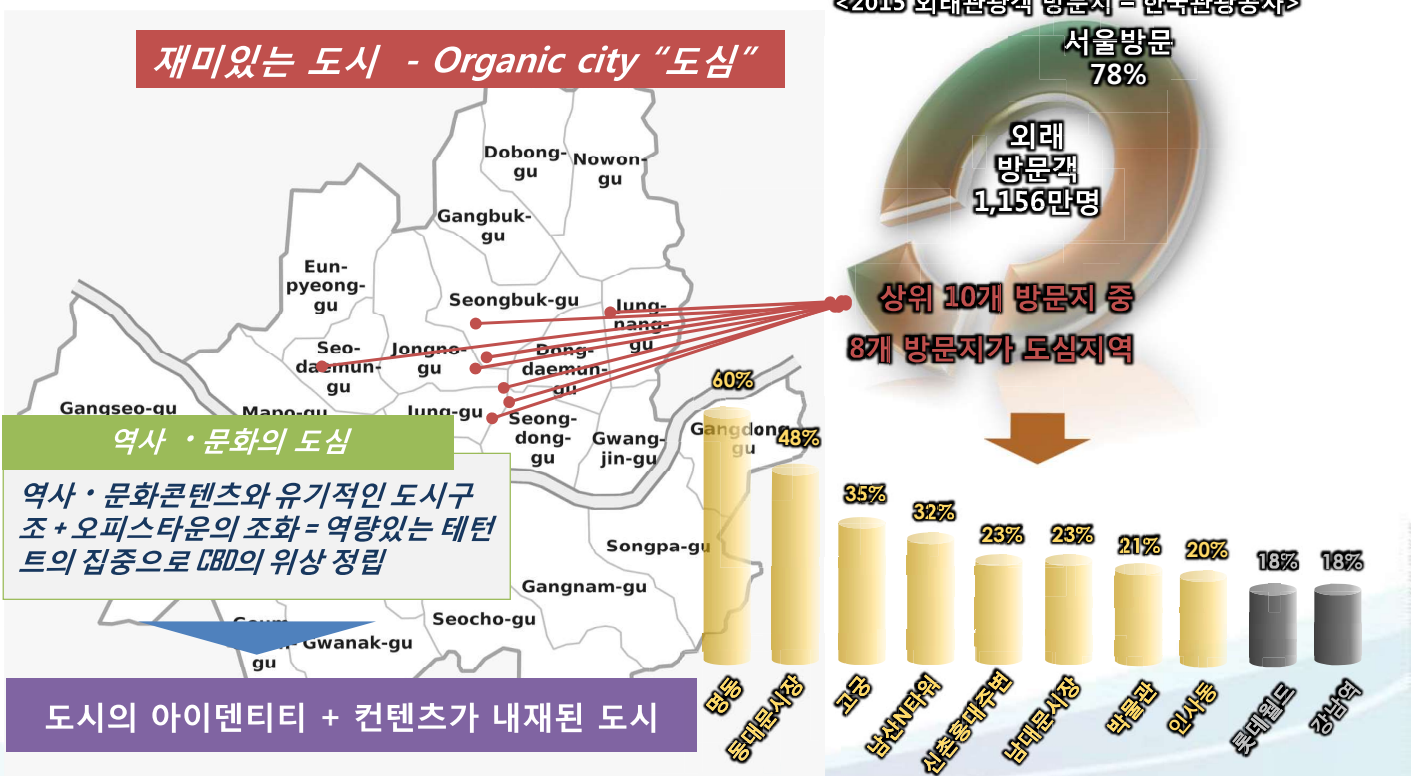 <2015 외래관광객 방문지 – 한국관광공사>
재미있는 도시 - Organic city “도심”
서울방문
78%
외래
방문객
1,156만명
상위 10개 방문지 중
8개 방문지가 도심지역
Dobong-
gu
Nowon-
gu
Gangbuk-
gu
Eun-
pyeong-
gu
Seongbuk-gu
Jung-
nang-
gu
Seo-
daemun-
gu
Jongno-
gu
Dong-
daemun-
gu
Gangseo-gu
Mapo-gu
Jung-gu
Seong-
dong-
gu
Gwang-
jin-gu
Gangdong-
gu
Songpa-gu
Gangnam-gu
Seocho-gu
Gwanak-gu
gu
역사 · 문화의 도심
역사 · 문화콘텐츠와 유기적인 도시구
조 + 오피스타운의 조화 = 역량있는 테넌
트의 집중으로 CBD의 위상 정립
도시의 아이덴티티 + 컨텐츠가 내재된 도시
60%
48%
35%
32%
23%
23%
21%
20%
18%
18%
명동
동대문시장
고궁
남산N타워
신촌홍대주변
남대문시장
박물관
인사동
롯데월드
강남역